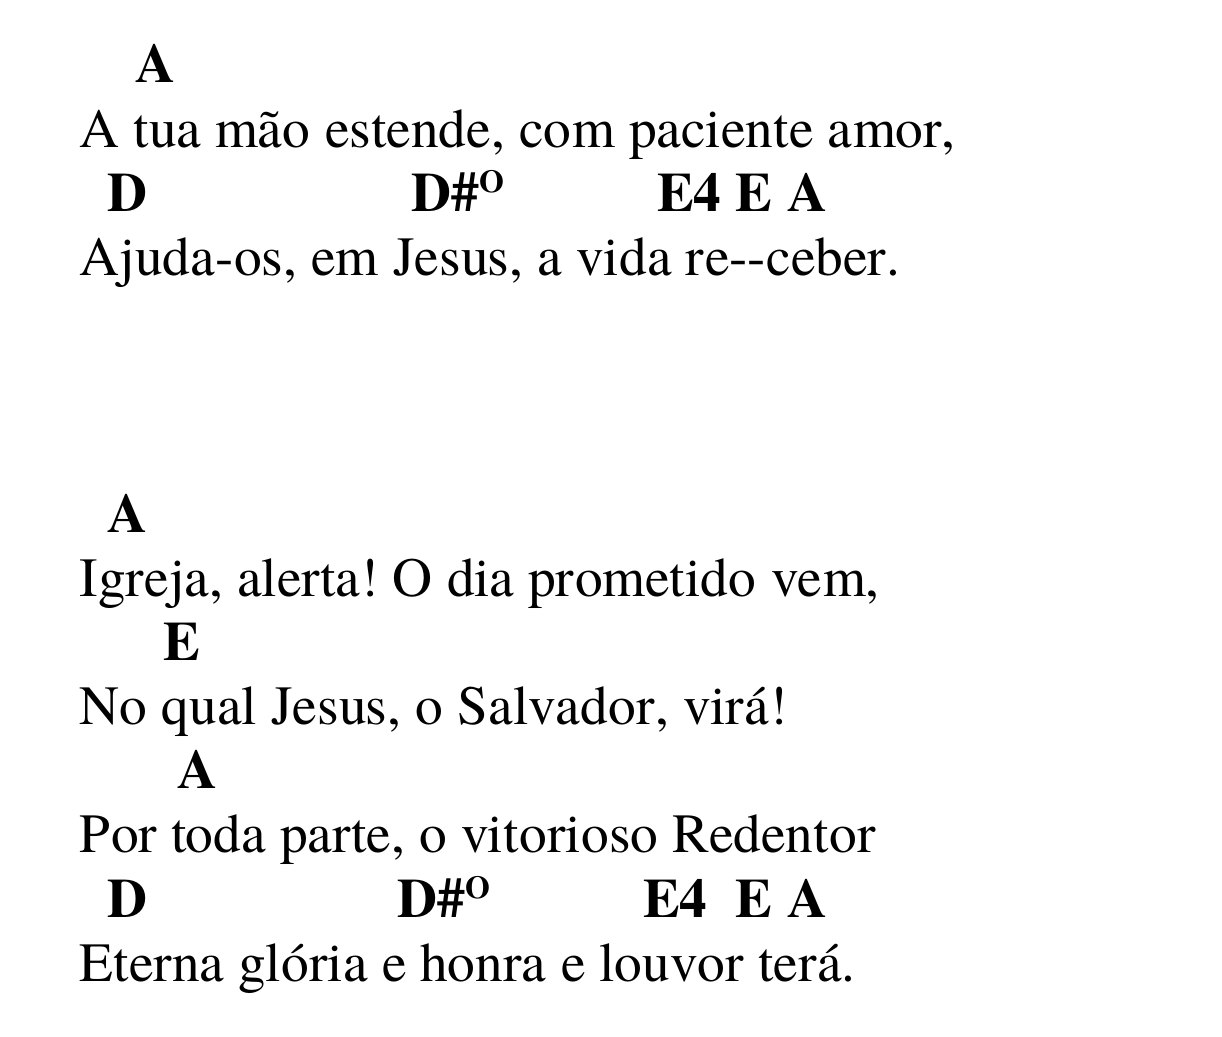 A
A tua mão estende, com paciente amor,
D D#º E4 E A
Ajuda-os, em Jesus, a vida re--ceber.
A
Igreja, alerta! O dia prometido vem,
E
No qual Jesus, o Salvador, virá!
A
Por toda parte, o vitorioso Redentor
D D#º E4 E A
Eterna glória e honra e louvor terá.